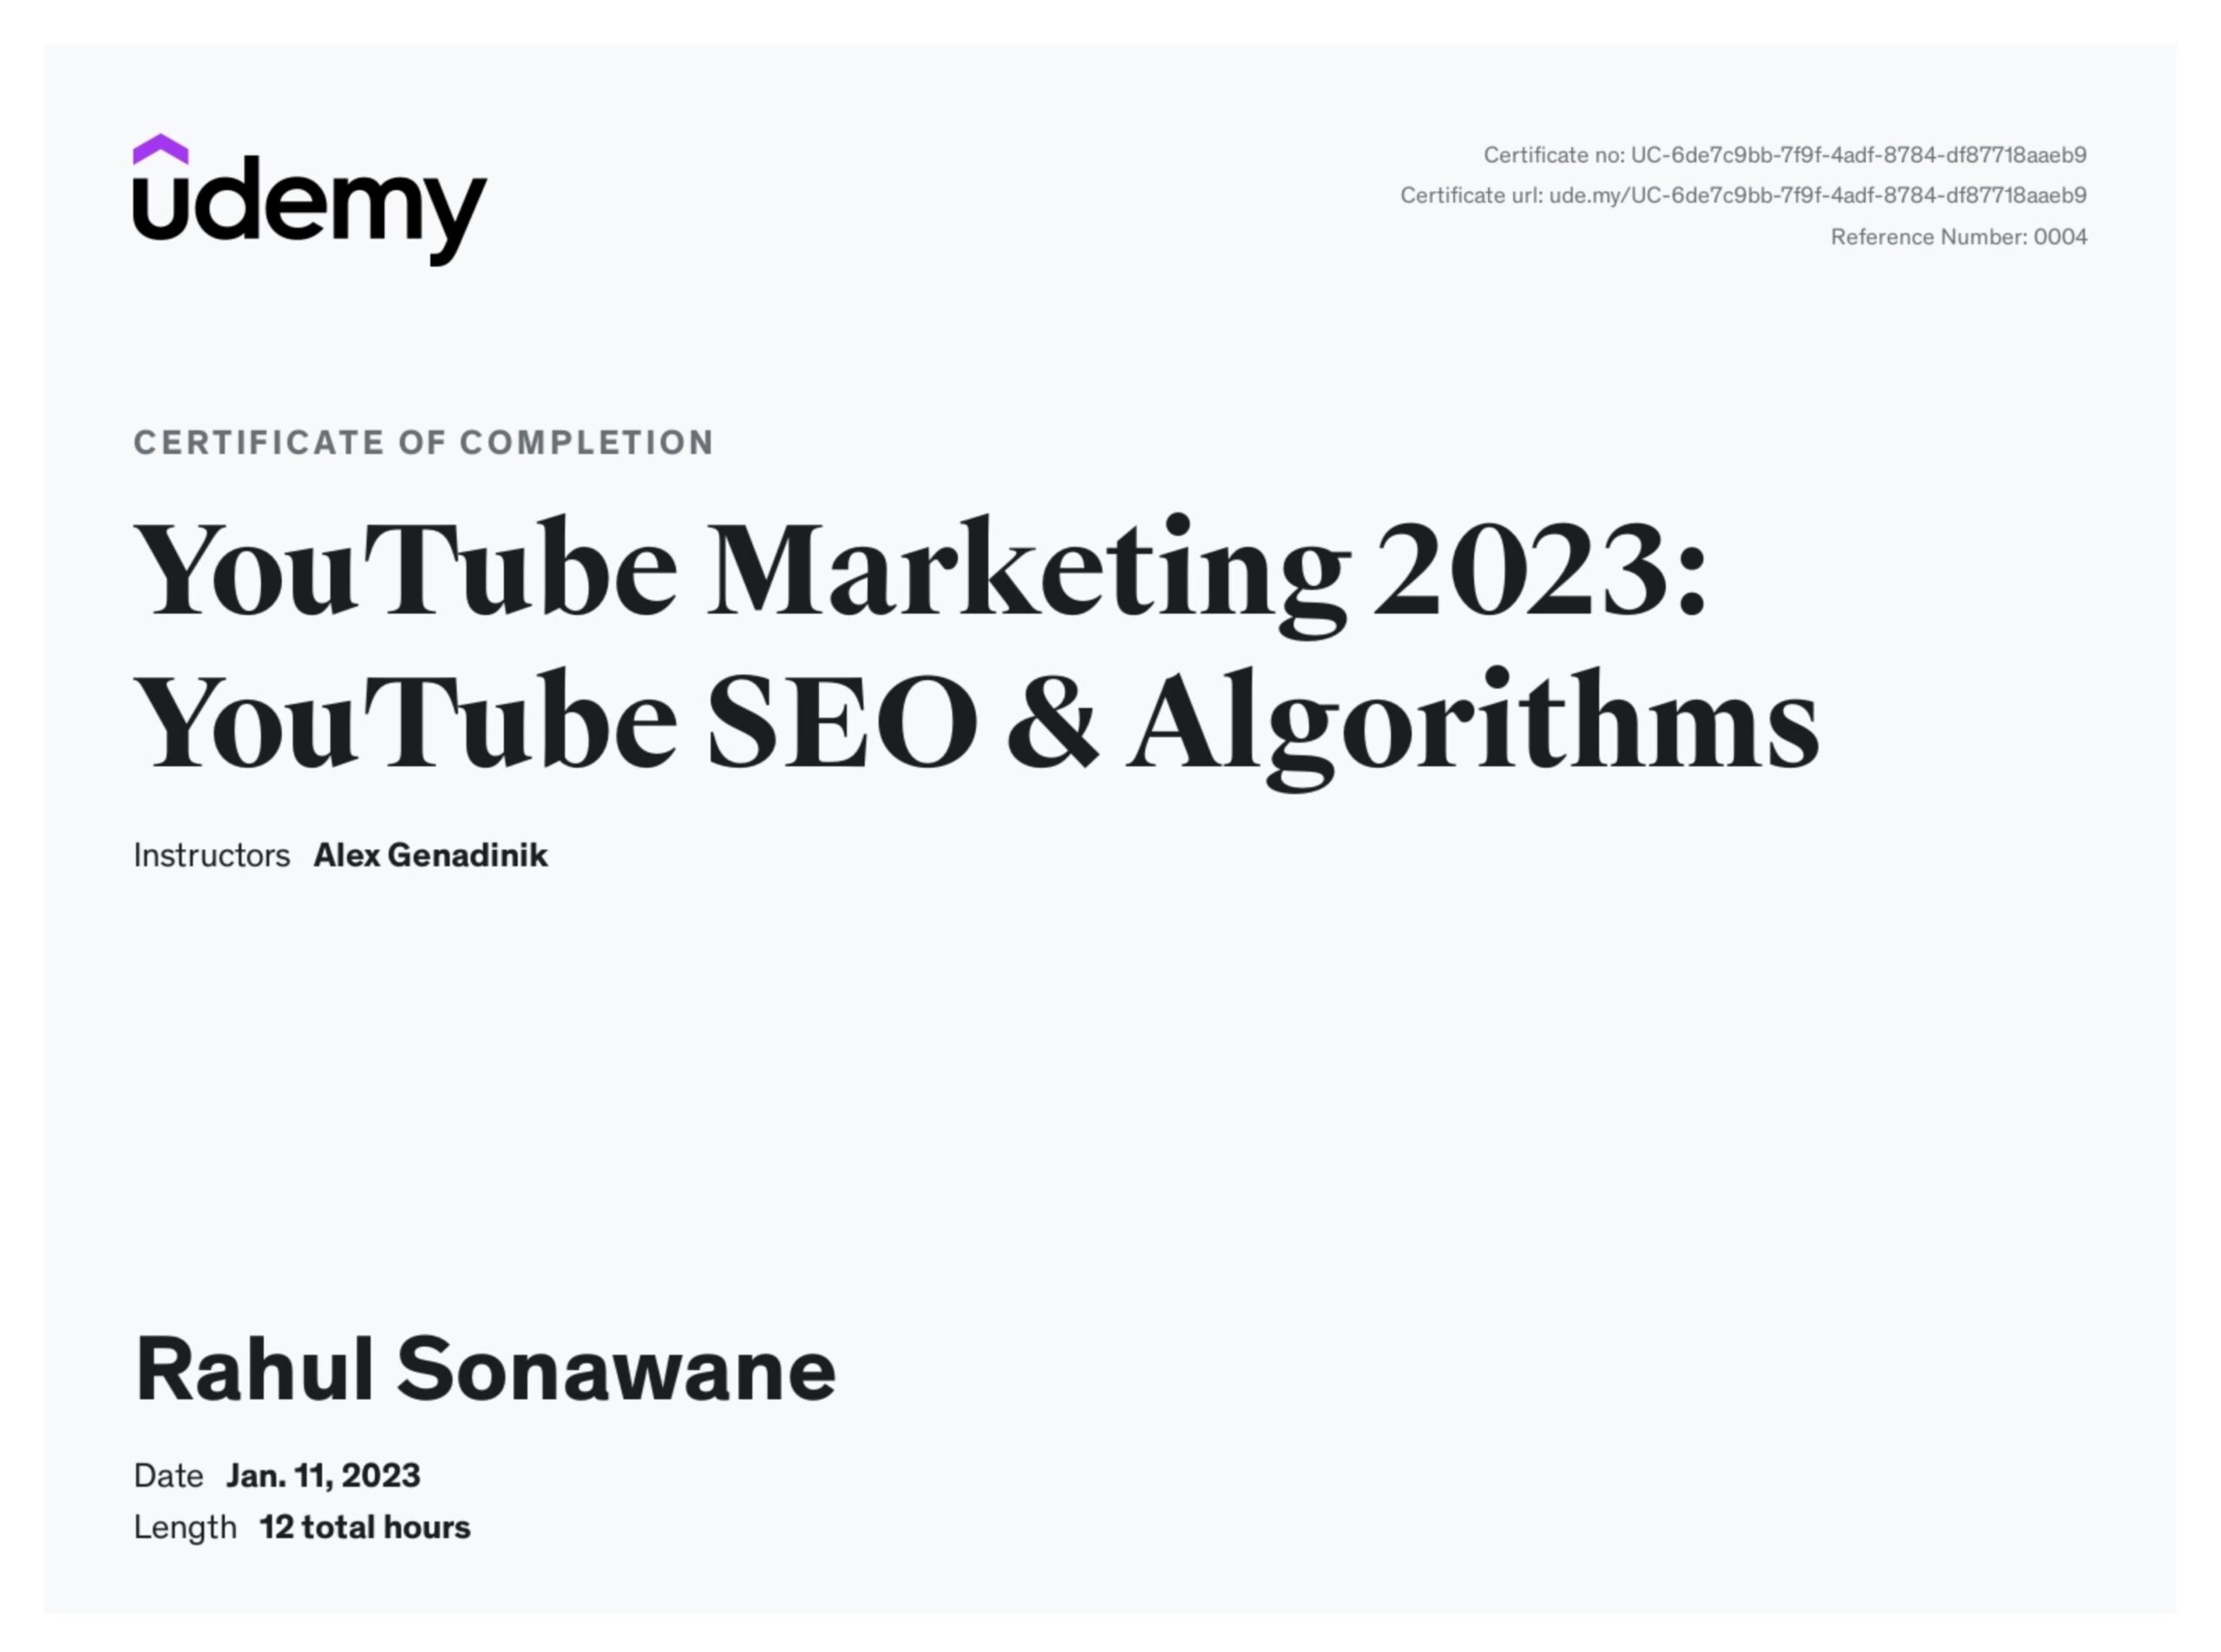 udemy
Certificate no: UC-6de7c9bb-7f9f-4adf-8784-df87718aaeb9
Certificate url: ude.my/UC-6de7c9bb-7f9f-4adf-8784-df87718aaeb9
Reference Number: 0004
CERTIFICATE OF COMPLETION
YouTube Marketing 2023:
YouTube SEO & Algorithms
Instructors Alex Genadinik
Rahul Sonawane
Date Jan. 11, 2023
Length 12 total hours